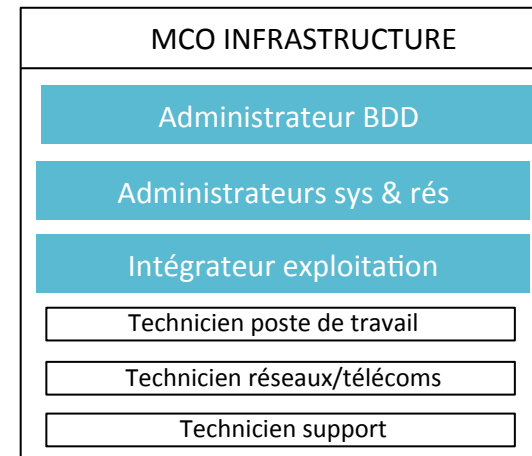 MCO INFRASTRUCTURE
Administrateur BDD
Administrateurs sys & rés
Intégrateur exploitation
Technicien poste de travail
Technicien réseaux/télécoms
Technicien support